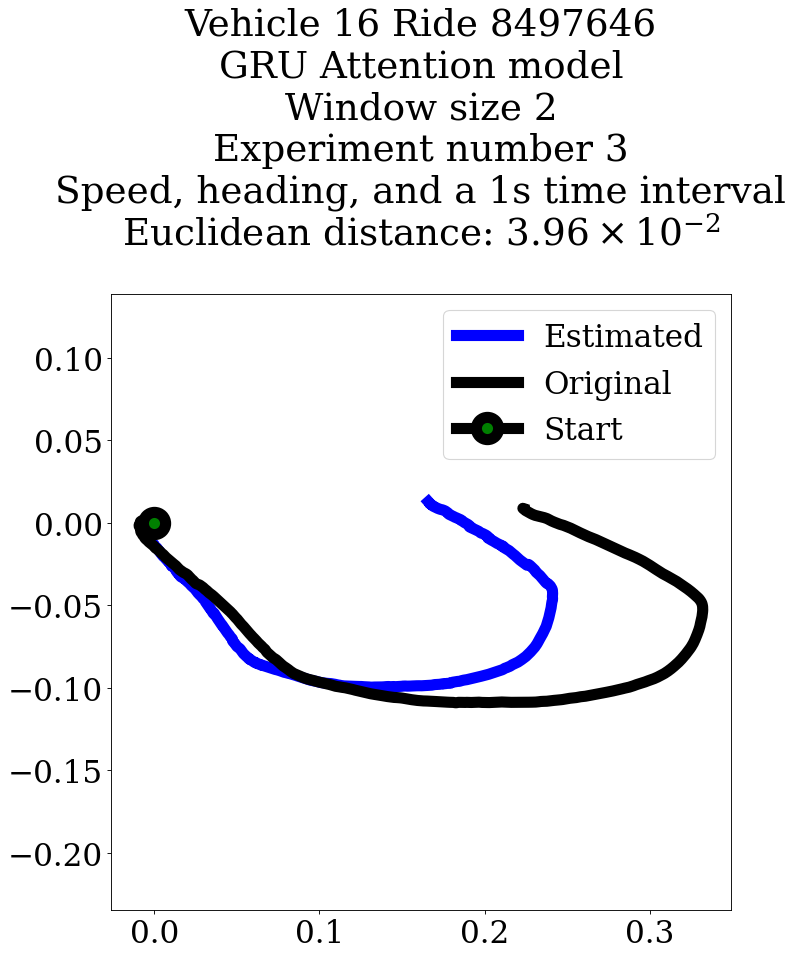 Vehicle 16 Ride 8497646
GRU Attention model
Window size 2
Experiment number 3
Speed, heading, and a 1s time interval
Euclidean distance: 3.96 × 10⁻²
Estimated
Original
Start
0.10
0.05
0.00
−0.05
−0.10
−0.15
−0.20
0.0 0.1 0.2 0.3